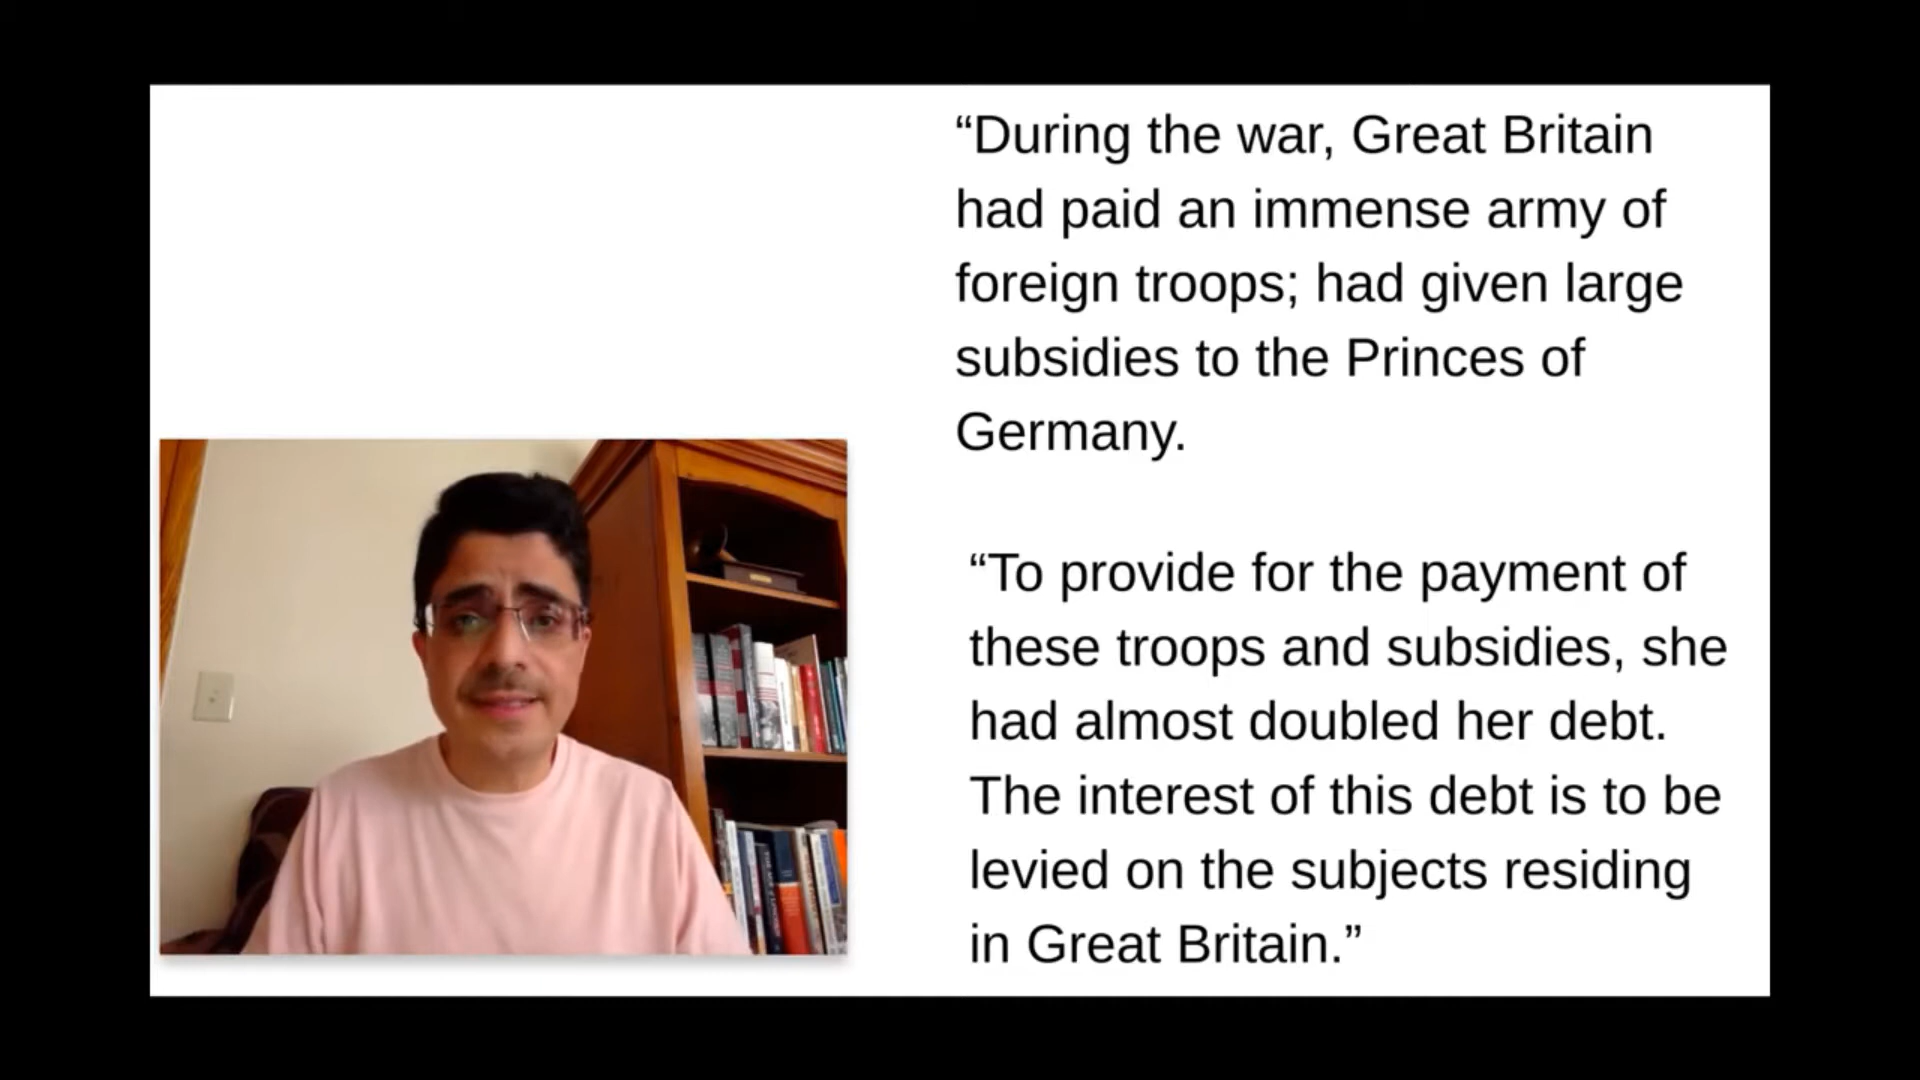 “During the war, Great Britain
had paid an immense army of
foreign troops; had given large
subsidies to the Princes of
Germany.
“To provide for the payment of
these troops and subsidies, she
had almost doubled her debt.
The interest of this debt is to be
levied on the subjects residing
in Great Britain.”